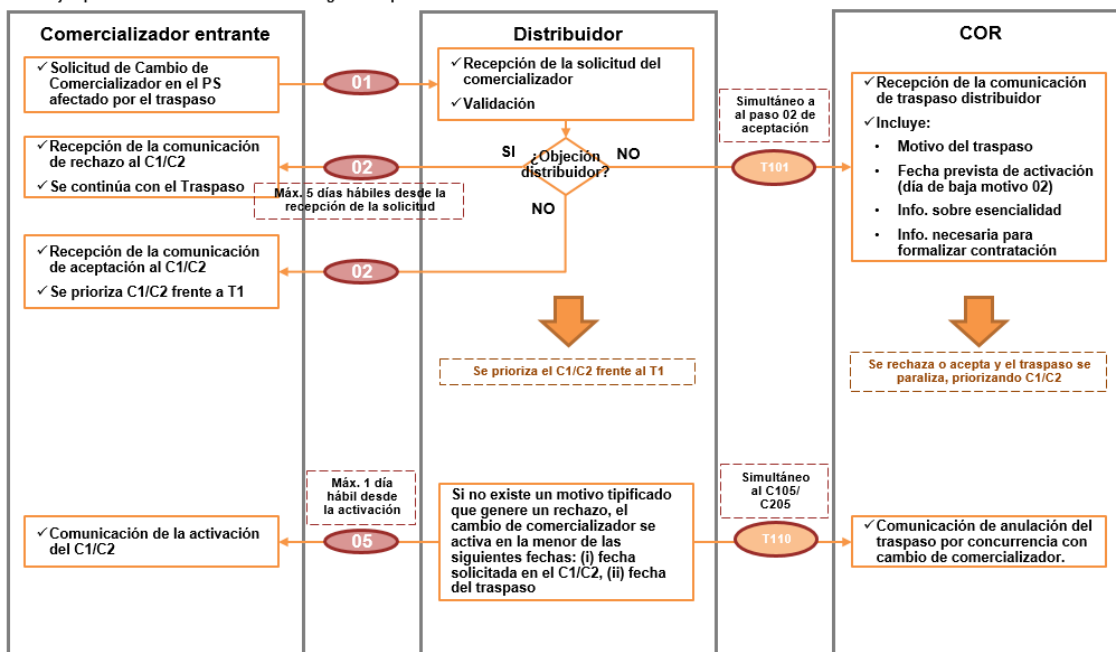 Comercializador entrante
✓ Solicitud de Cambio de
Comercializador en el PS
afectado por el traspaso
✓ Recepción de la comunicación
de rechazo al C1/C2
✓ Se continúa con el Traspaso
✓ Recepción de la comunicación
de aceptación al C1/C2
✓ Se prioriza C1/C2 frente a T1
✓ Comunicación de la activación
del C1/C2
01
02
Máx. 5 días hábiles desde la
recepción de la solicitud
02
Máx. 1 día
hábil desde
la activación
05
Distribuidor
✓ Recepción de la solicitud del
comercializador
✓ Validación
SI
¿Objeción
distribuidor?
NO
NO
Se prioriza el C1/C2 frente al T1
Si no existe un motivo tipificado
que genere un rechazo, el
cambio de comercializador se
activa en la menor de las
siguientes fechas: (i) fecha
solicitada en el C1/C2, (ii) fecha
del traspaso
Simultáneo a
al paso 02 de
aceptación
T101
Simultáneo
al C105/
C205
T110
COR
✓ Recepción de la comunicación
de traspaso distribuidor
✓ Incluye:
• Motivo del traspaso
• Fecha prevista de activación
(día de baja motivo 02)
• Info. sobre esencialidad
• Info. necesaria para
formalizar contratación
Se rechaza o acepta y el traspaso se
paraliza, priorizando C1/C2
✓ Comunicación de anulación del
traspaso por concurrencia con
cambio de comercializador.